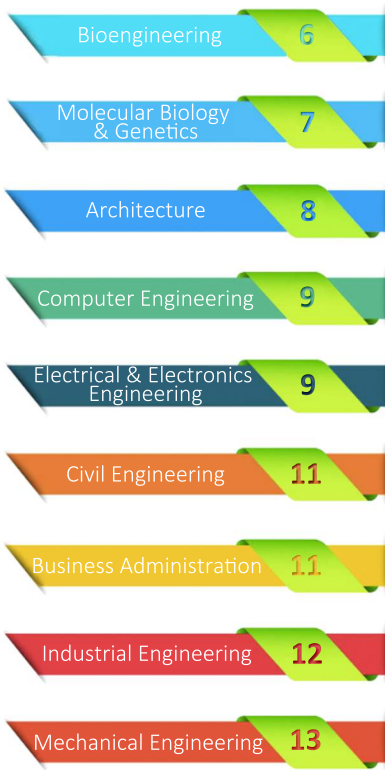 Bioengineering 6
Molecular Biology
& Genetics 7
Architecture 8
Computer Engineering 9
Electrical & Electronics
Engineering 9
Civil Engineering 11
Business Administration 11
Industrial Engineering 12
Mechanical Engineering 13